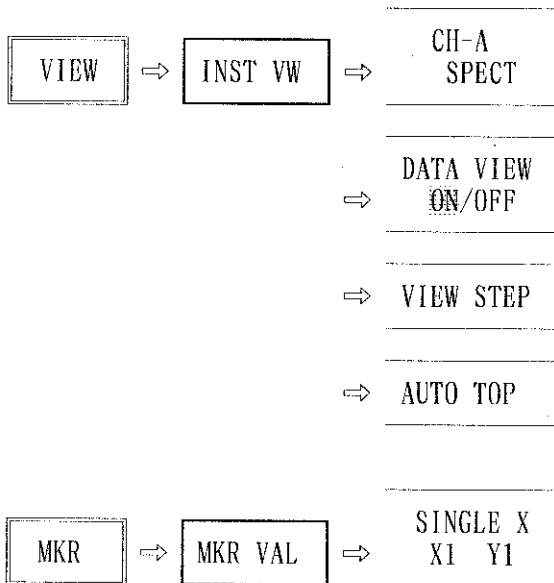 VIEW ⇨ INST VW ⇨ CH-A
SPECT
⇨ DATA VIEW
ON/OFF
⇨ VIEW STEP
⇨ AUTO TOP
MKR ⇨ MKR VAL ⇨ SINGLE X
X1 Y1